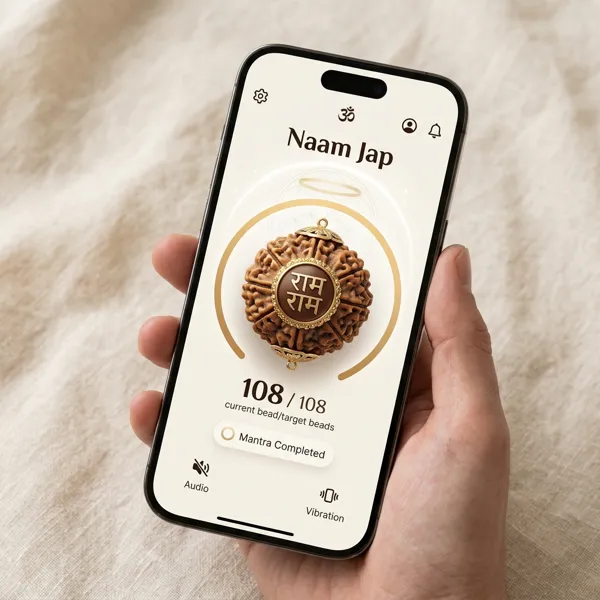 ॐ
Naam Jap
राम
राम
108 / 108
current bead/target beads
Mantra Completed
Audio
Vibration